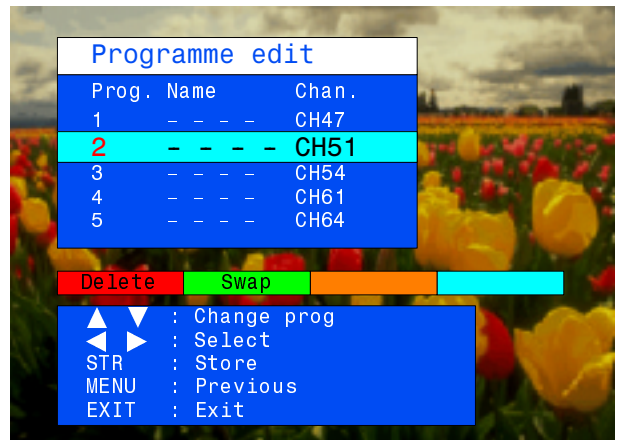 Programme edit
Prog. Name Chan.
1 - - - - CH47
2 - - - - CH51
3 - - - - CH54
4 - - - - CH61
5 - - - - CH64
Delete Swap
▲ ▼ : Change prog
◀ ▶ : Select
STR : Store
MENU : Previous
EXIT : Exit